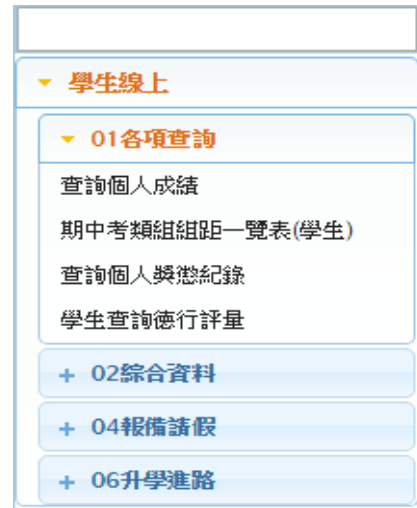 學生線上
01各項查詢
查詢個人成績
期中考類組組距一覽表(學生)
查詢個人獎懲紀錄
學生查詢德行評量
02綜合資料
04報備請假
06升學進路